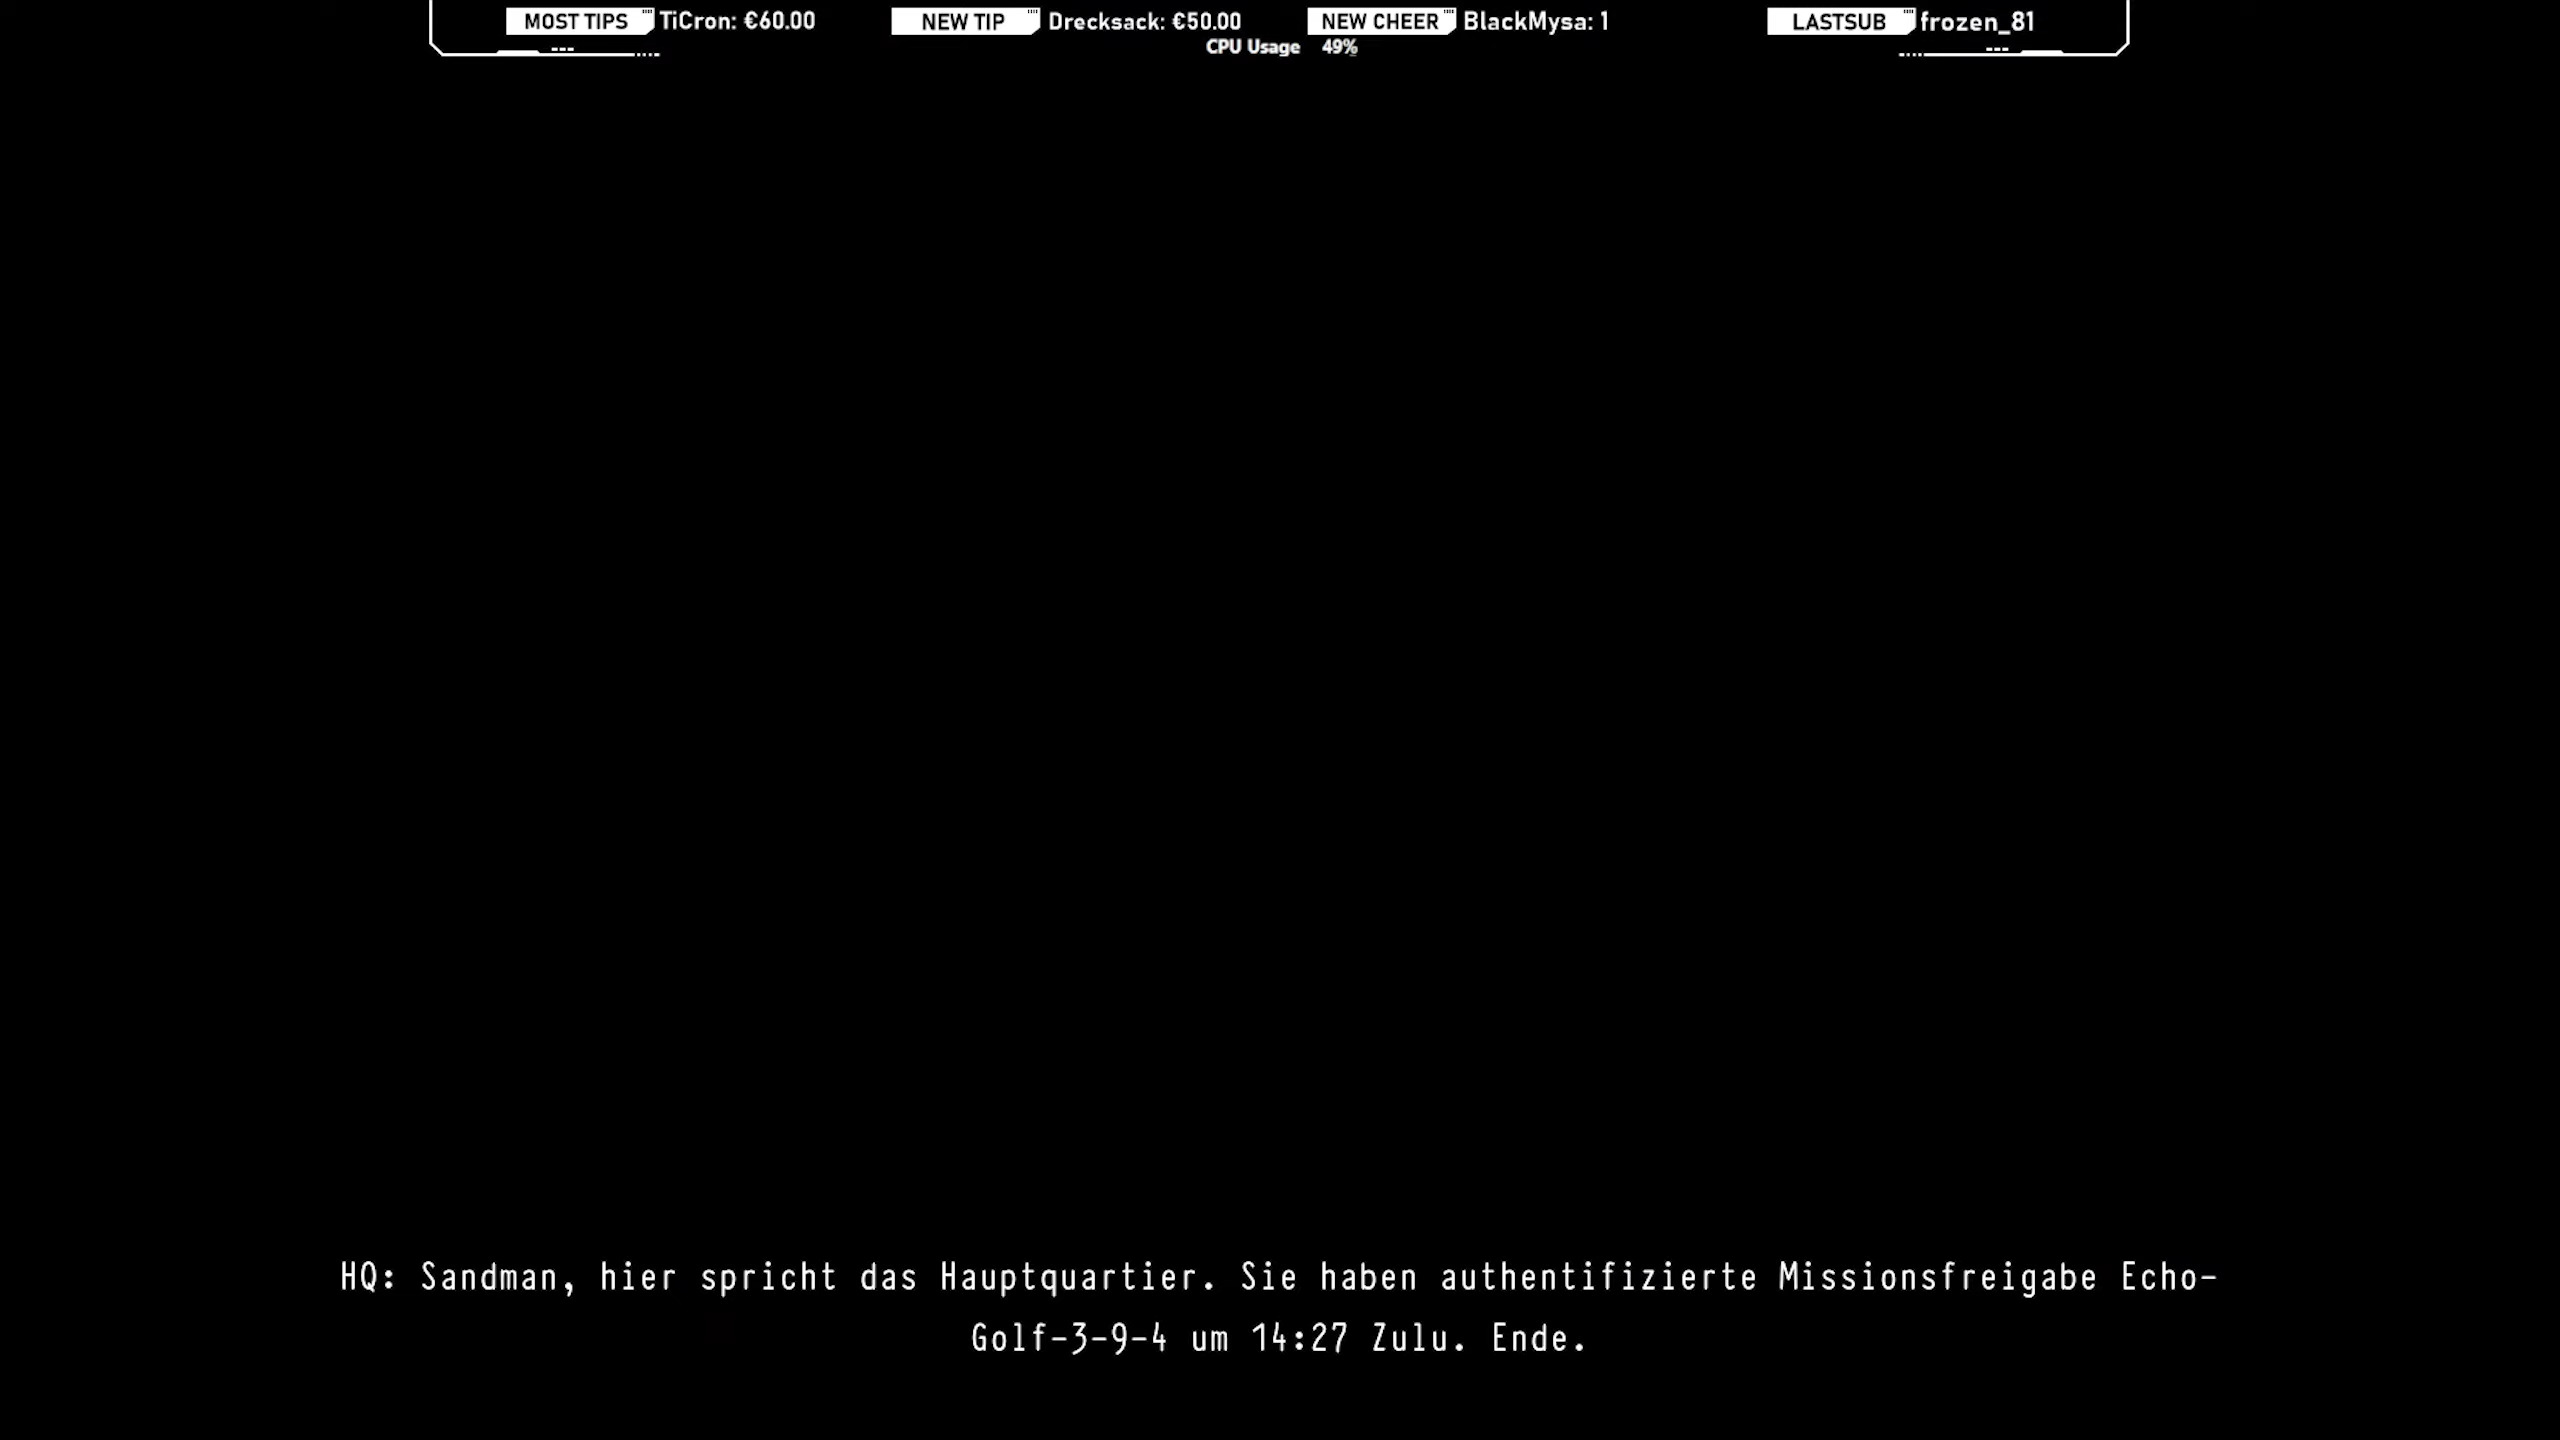 MOST TIPS TiCron: €60.00 NEW TIP Drecksack: €50.00 NEW CHEER BlackMysa: 1 LASTSUB frozen_81
CPU Usage 49%
HQ: Sandman, hier spricht das Hauptquartier. Sie haben authentifizierte Missionsfreigabe Echo-
Golf-3-9-4 um 14:27 Zulu. Ende.